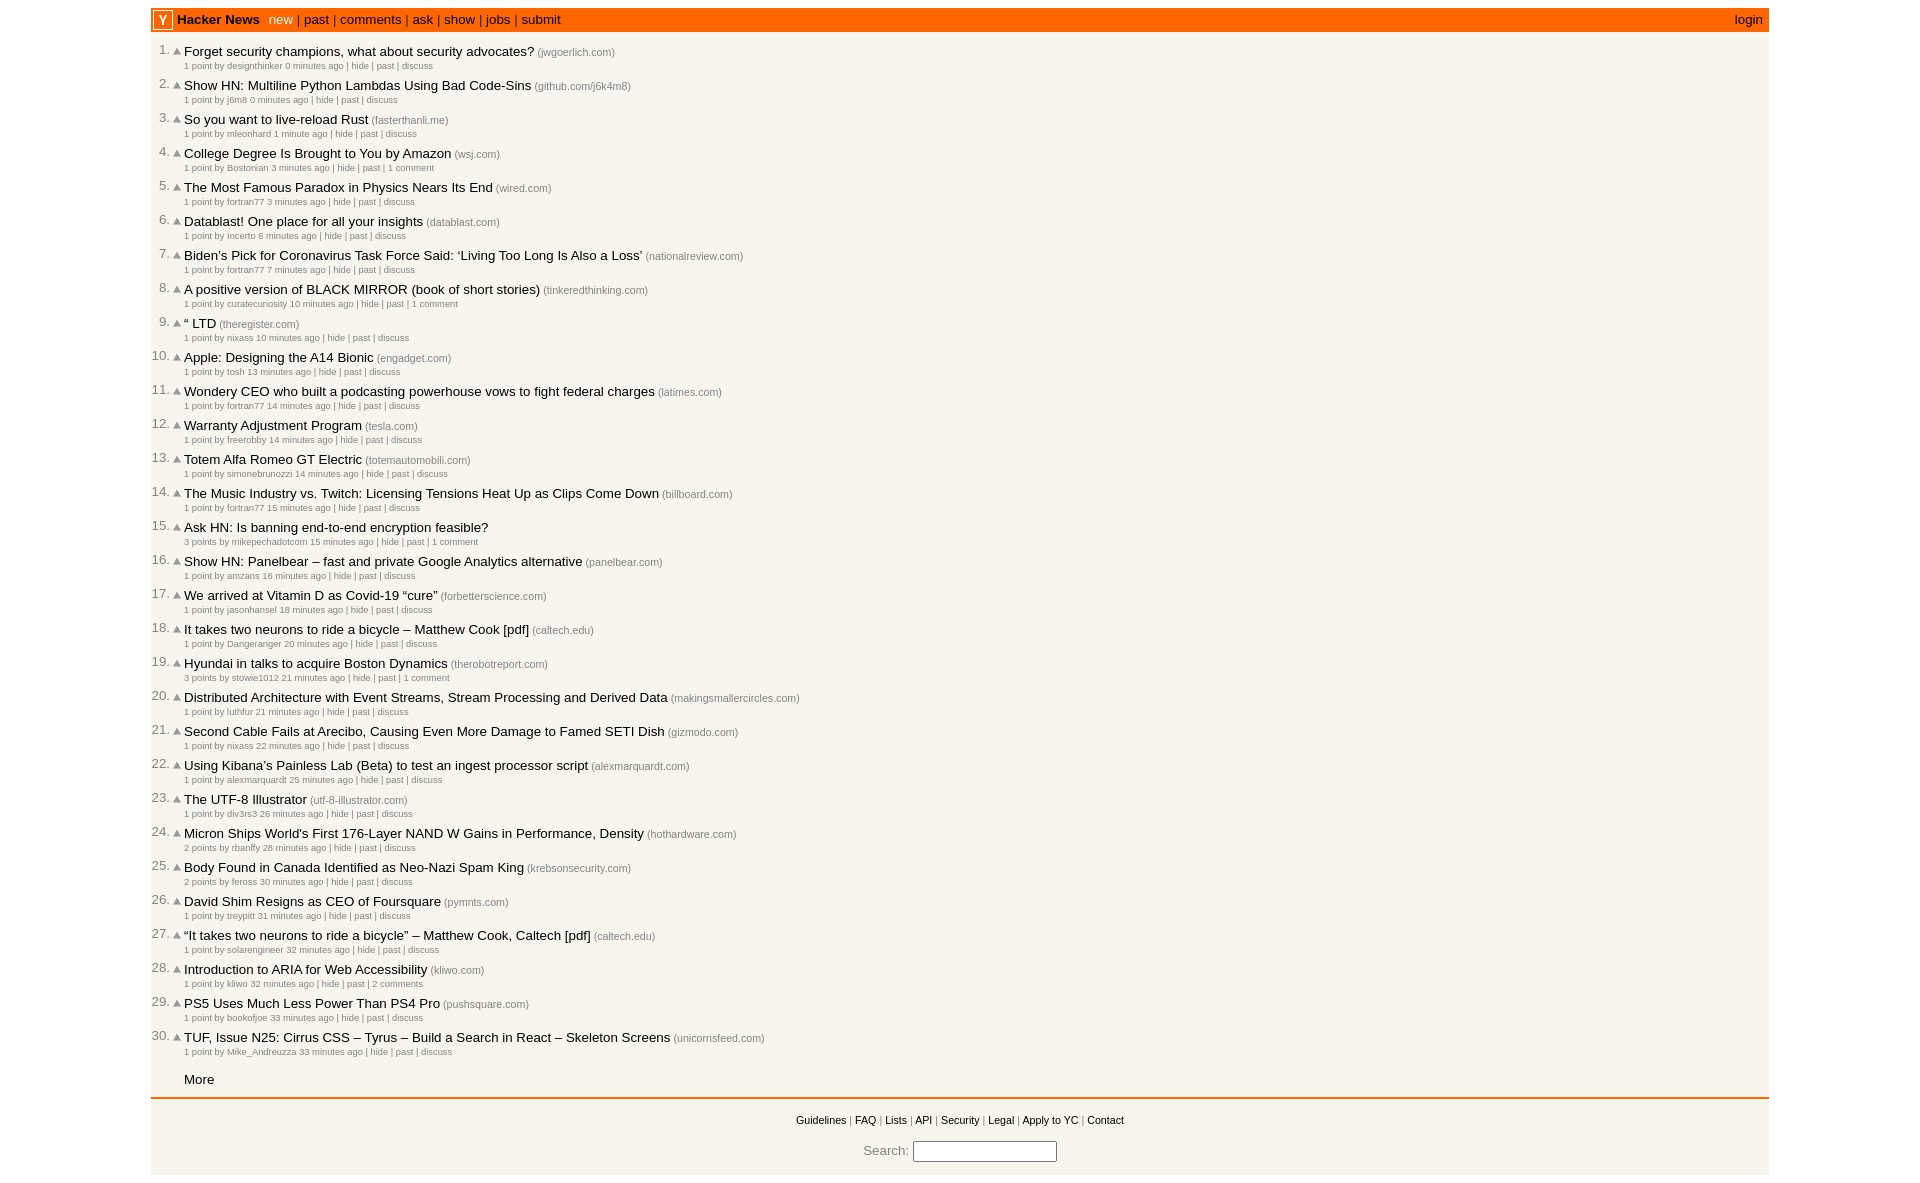 Y Hacker News new | past | comments | ask | show | jobs | submit login
1. Forget security champions, what about security advocates? (jwgoerlich.com)
1 point by designthinker 0 minutes ago | hide | past | discuss
2. Show HN: Multiline Python Lambdas Using Bad Code-Sins (github.com/j6k4m8)
1 point by j6m8 0 minutes ago | hide | past | discuss
3. So you want to live-reload Rust (fasterthanli.me)
1 point by mleonhard 1 minute ago | hide | past | discuss
4. College Degree Is Brought to You by Amazon (wsj.com)
1 point by Bostonian 3 minutes ago | hide | past | 1 comment
5. The Most Famous Paradox in Physics Nears Its End (wired.com)
1 point by fortran77 3 minutes ago | hide | past | discuss
6. Datablast! One place for all your insights (datablast.com)
1 point by Incerto 6 minutes ago | hide | past | discuss
7. Biden’s Pick for Coronavirus Task Force Said: ‘Living Too Long Is Also a Loss’ (nationalreview.com)
1 point by fortran77 7 minutes ago | hide | past | discuss
8. A positive version of BLACK MIRROR (book of short stories) (tinkeredthinking.com)
1 point by curatecuriosity 10 minutes ago | hide | past | 1 comment
9. “ LTD (theregister.com)
1 point by nixass 10 minutes ago | hide | past | discuss
10. Apple: Designing the A14 Bionic (engadget.com)
1 point by tosh 13 minutes ago | hide | past | discuss
11. Wondery CEO who built a podcasting powerhouse vows to fight federal charges (latimes.com)
1 point by fortran77 14 minutes ago | hide | past | discuss
12. Warranty Adjustment Program (tesla.com)
1 point by freerobby 14 minutes ago | hide | past | discuss
13. Totem Alfa Romeo GT Electric (totemautomobili.com)
1 point by simonebrunozzi 14 minutes ago | hide | past | discuss
14. The Music Industry vs. Twitch: Licensing Tensions Heat Up as Clips Come Down (billboard.com)
1 point by fortran77 15 minutes ago | hide | past | discuss
15. Ask HN: Is banning end-to-end encryption feasible?
3 points by mikepechadotcom 15 minutes ago | hide | past | 1 comment
16. Show HN: Panelbear – fast and private Google Analytics alternative (panelbear.com)
1 point by amzans 16 minutes ago | hide | past | discuss
17. We arrived at Vitamin D as Covid-19 “cure” (forbetterscience.com)
1 point by jasonhansel 18 minutes ago | hide | past | discuss
18. It takes two neurons to ride a bicycle – Matthew Cook [pdf] (caltech.edu)
1 point by Dangeranger 20 minutes ago | hide | past | discuss
19. Hyundai in talks to acquire Boston Dynamics (therobotreport.com)
3 points by stowie1012 21 minutes ago | hide | past | 1 comment
20. Distributed Architecture with Event Streams, Stream Processing and Derived Data (makingsmallercircles.com)
1 point by luthfur 21 minutes ago | hide | past | discuss
21. Second Cable Fails at Arecibo, Causing Even More Damage to Famed SETI Dish (gizmodo.com)
1 point by nixass 22 minutes ago | hide | past | discuss
22. Using Kibana’s Painless Lab (Beta) to test an ingest processor script (alexmarquardt.com)
1 point by alexmarquardt 25 minutes ago | hide | past | discuss
23. The UTF-8 Illustrator (utf-8-illustrator.com)
1 point by div3rs3 26 minutes ago | hide | past | discuss
24. Micron Ships World's First 176-Layer NAND W Gains in Performance, Density (hothardware.com)
2 points by rbanffy 28 minutes ago | hide | past | discuss
25. Body Found in Canada Identified as Neo-Nazi Spam King (krebsonsecurity.com)
2 points by feross 30 minutes ago | hide | past | discuss
26. David Shim Resigns as CEO of Foursquare (pymnts.com)
1 point by treypitt 31 minutes ago | hide | past | discuss
27. “It takes two neurons to ride a bicycle” – Matthew Cook, Caltech [pdf] (caltech.edu)
1 point by solarengineer 32 minutes ago | hide | past | discuss
28. Introduction to ARIA for Web Accessibility (kliwo.com)
1 point by kliwo 32 minutes ago | hide | past | 2 comments
29. PS5 Uses Much Less Power Than PS4 Pro (pushsquare.com)
1 point by bookofjoe 33 minutes ago | hide | past | discuss
30. TUF, Issue N25: Cirrus CSS – Tyrus – Build a Search in React – Skeleton Screens (unicornsfeed.com)
1 point by Mike_Andreuzza 33 minutes ago | hide | past | discuss
More
Guidelines | FAQ | Lists | API | Security | Legal | Apply to YC | Contact
Search: